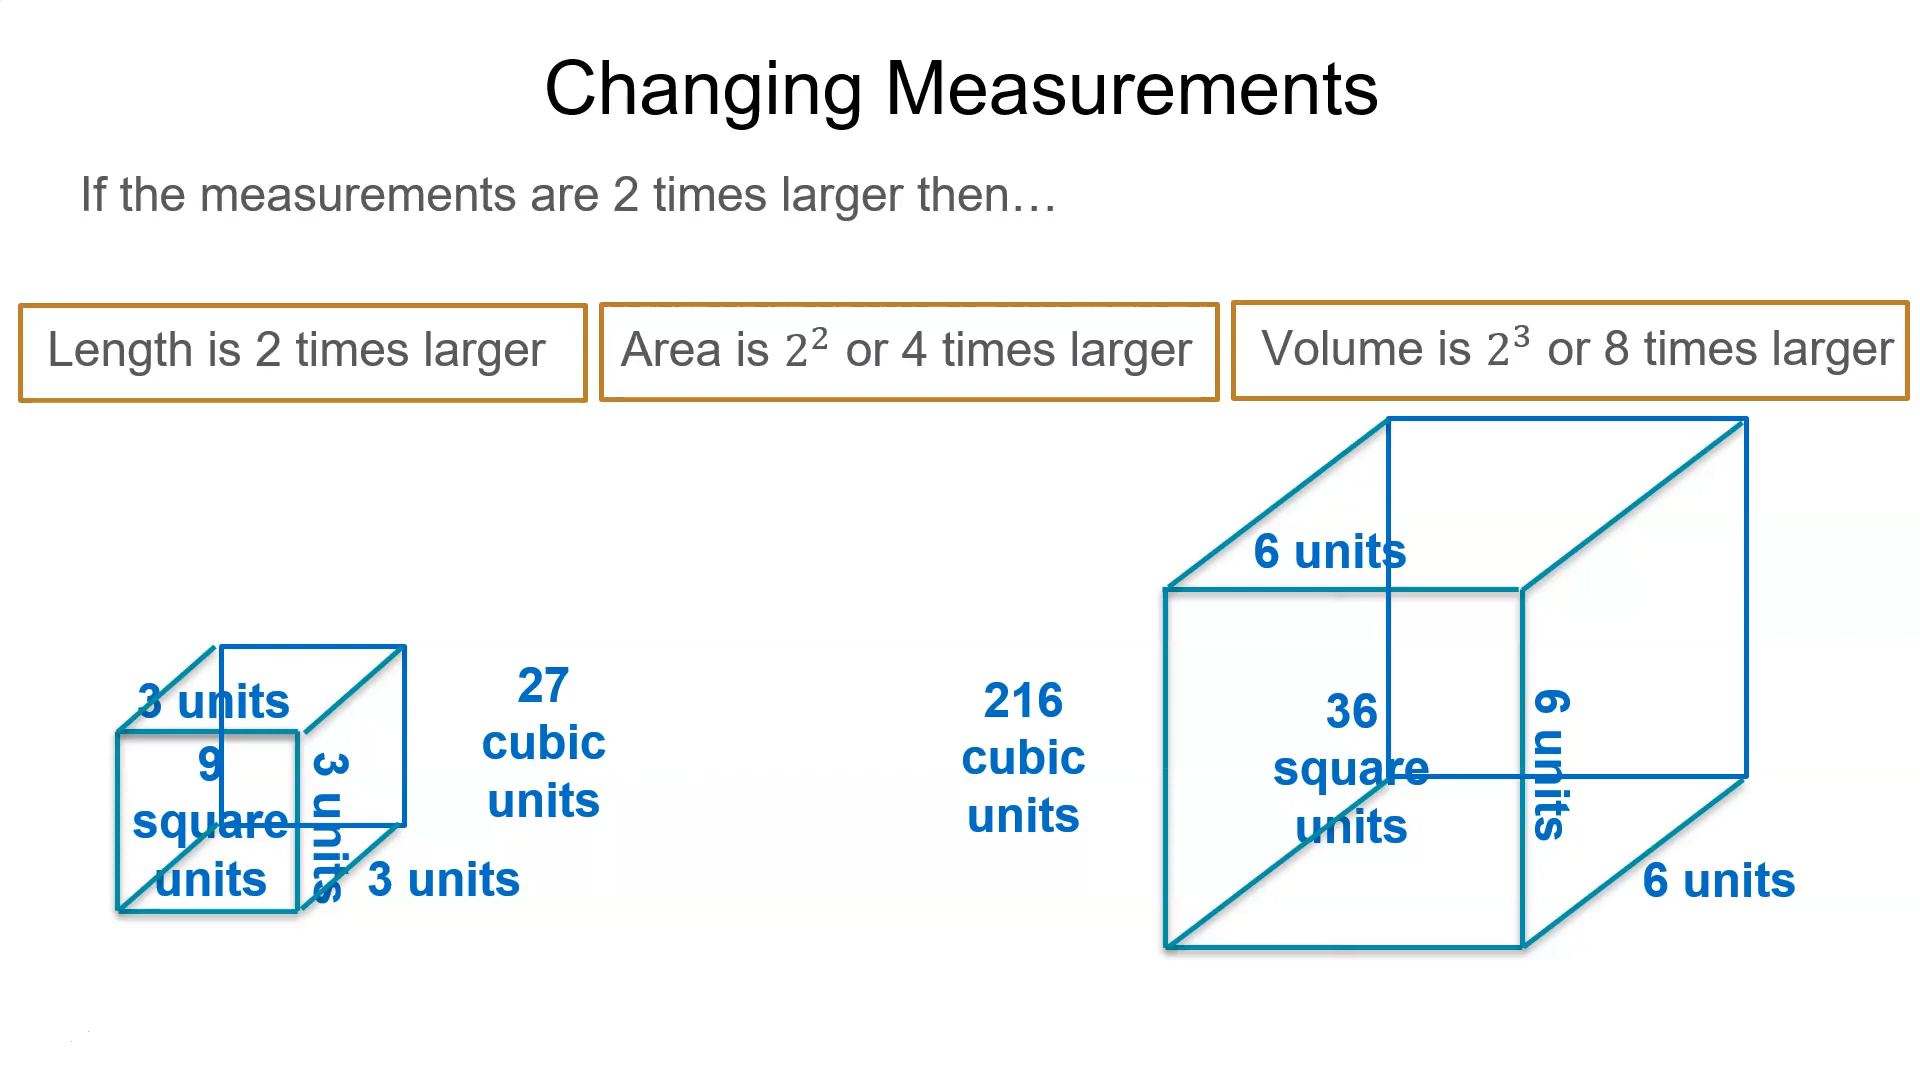 Changing Measurements
If the measurements are 2 times larger then…
Length is 2 times larger
Area is 2² or 4 times larger
Volume is 2³ or 8 times larger
3 units
9
square
units
3 units
3 units
27
cubic
units
216
cubic
units
6 units
36
square
units
6 units
6 units